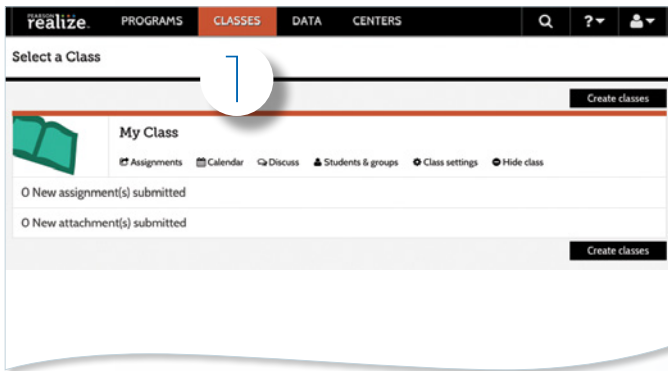 PEARSON
realize™ PROGRAMS CLASSES DATA CENTERS ?
Select a Class
1
Create classes
My Class
Assignments Calendar Discuss Students & groups Class settings Hide class
0 New assignment(s) submitted
0 New attachment(s) submitted
Create classes